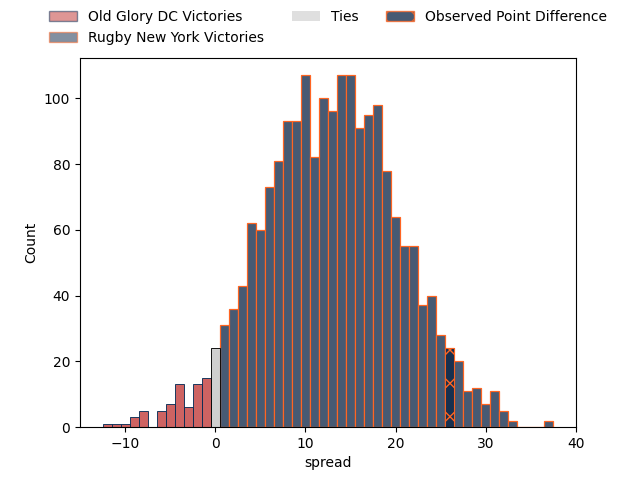 Old Glory DC Victories
Rugby New York Victories
Ties
Observed Point Difference
Count
100
80
60
40
20
0
−10
0
10
20
30
40
spread